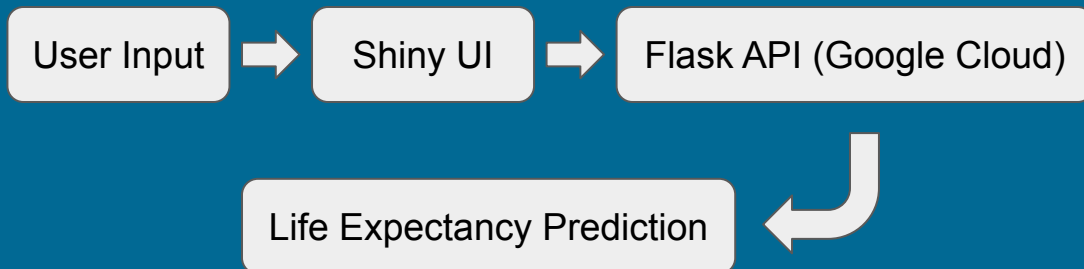 User Input
Shiny UI
Flask API (Google Cloud)
Life Expectancy Prediction